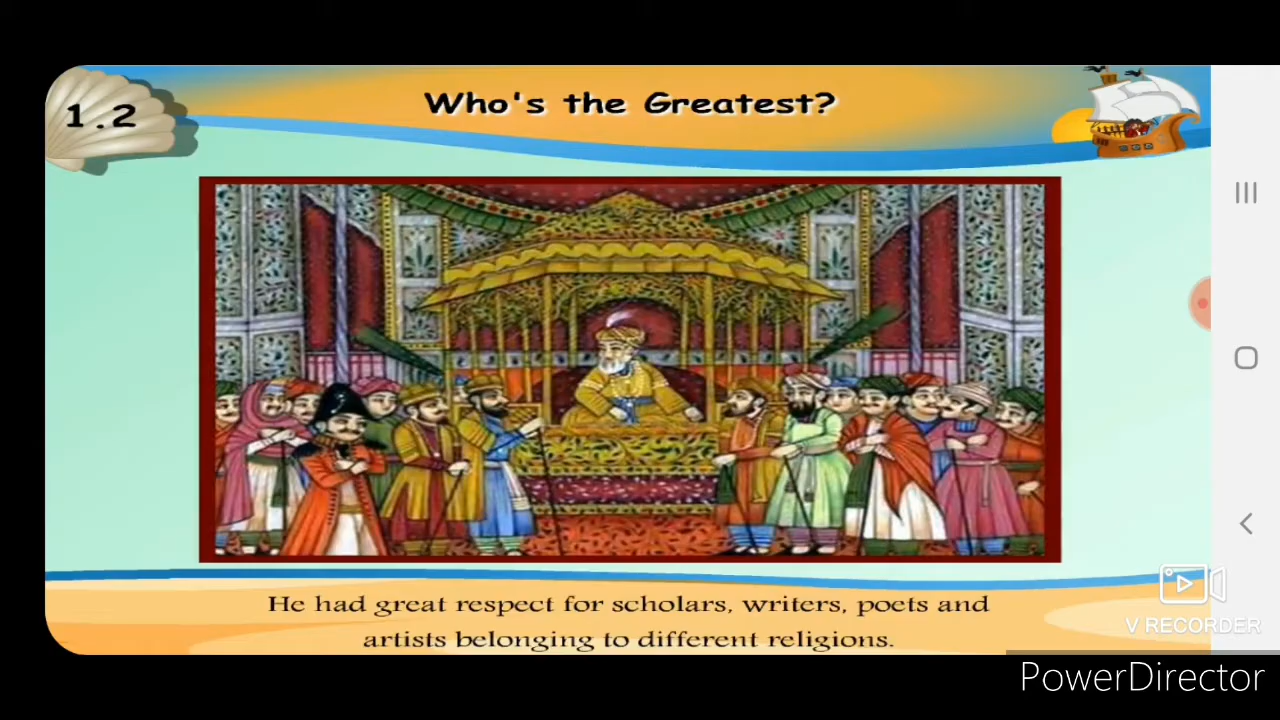 1.2
Who's the Greatest?
He had great respect for scholars, writers, poets and
artists belonging to different religions.
V RECORDER
PowerDirector